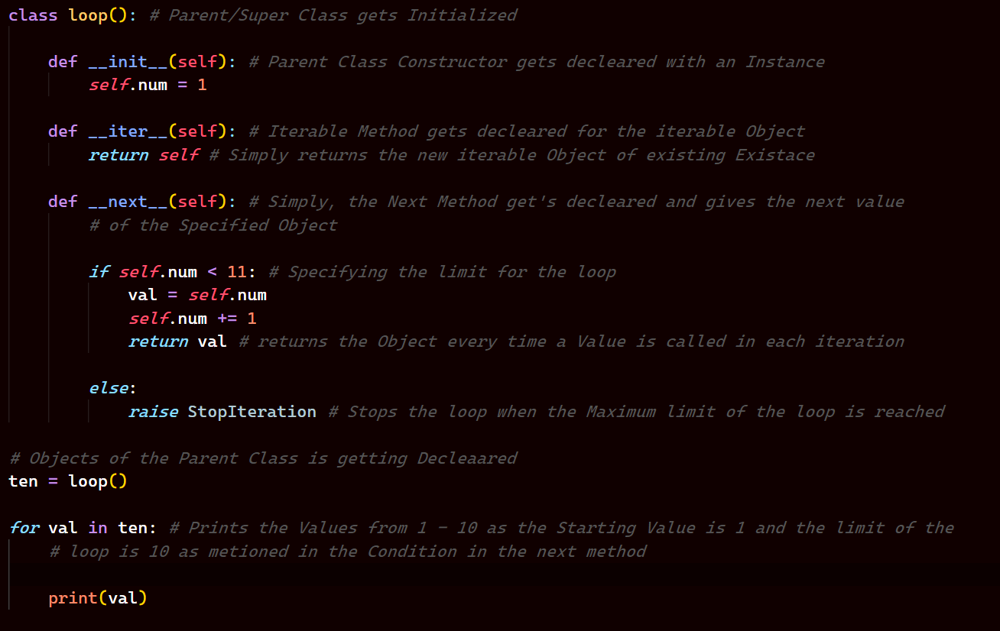 class loop(): # Parent/Super Class gets Initialized
def __init__(self): # Parent Class Constructor gets decleared with an Instance
self.num = 1
def __iter__(self): # Iterable Method gets decleared for the iterable Object
return self # Simply returns the new iterable Object of existing Existace
def __next__(self): # Simply, the Next Method get's decleared and gives the next value
# of the Specified Object
if self.num < 11: # Specifying the limit for the loop
val = self.num
self.num += 1
return val # returns the Object every time a Value is called in each iteration
else:
raise StopIteration # Stops the loop when the Maximum limit of the loop is reached
# Objects of the Parent Class is getting Decleaared
ten = loop()
for val in ten: # Prints the Values from 1 - 10 as the Starting Value is 1 and the limit of the
# loop is 10 as metioned in the Condition in the next method
print(val)